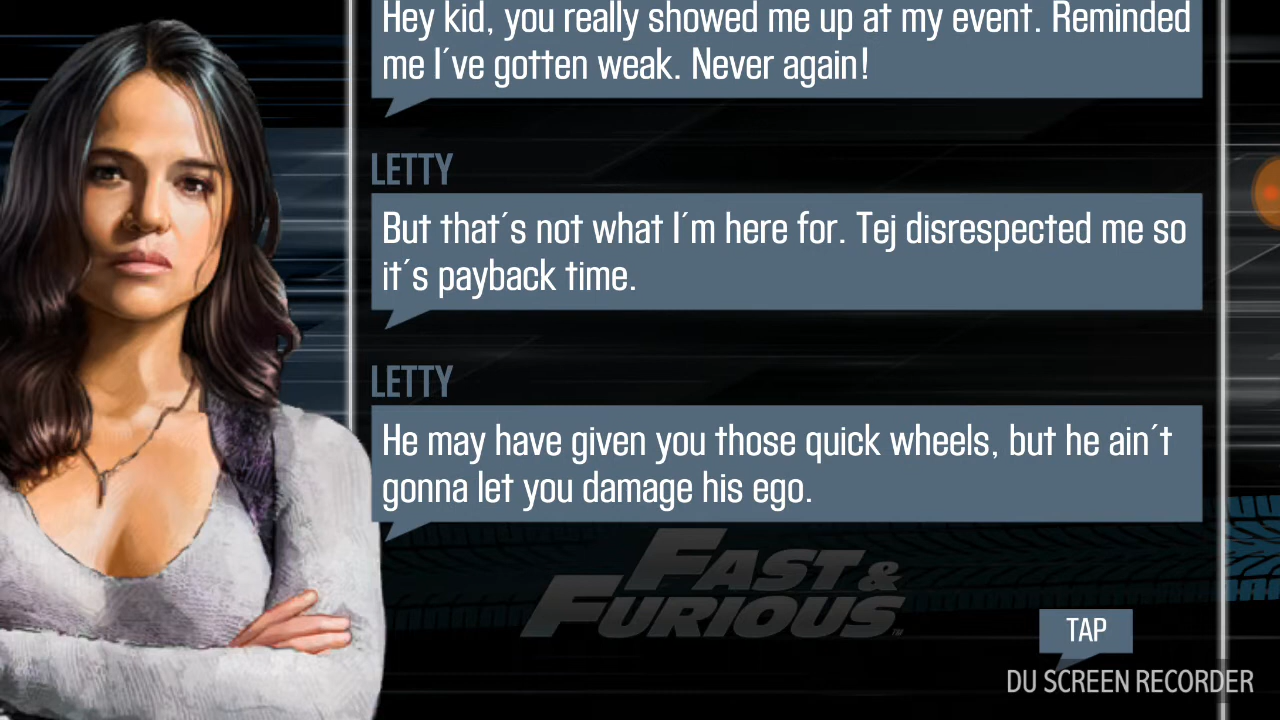 Hey kid, you really showed me up at my event. Reminded
me I´ve gotten weak. Never again!
LETTY
But that´s not what I´m here for. Tej disrespected me so
it´s payback time.
LETTY
He may have given you those quick wheels, but he ain´t
gonna let you damage his ego.
FAST &
FURIOUS™
TAP
DU SCREEN RECORDER